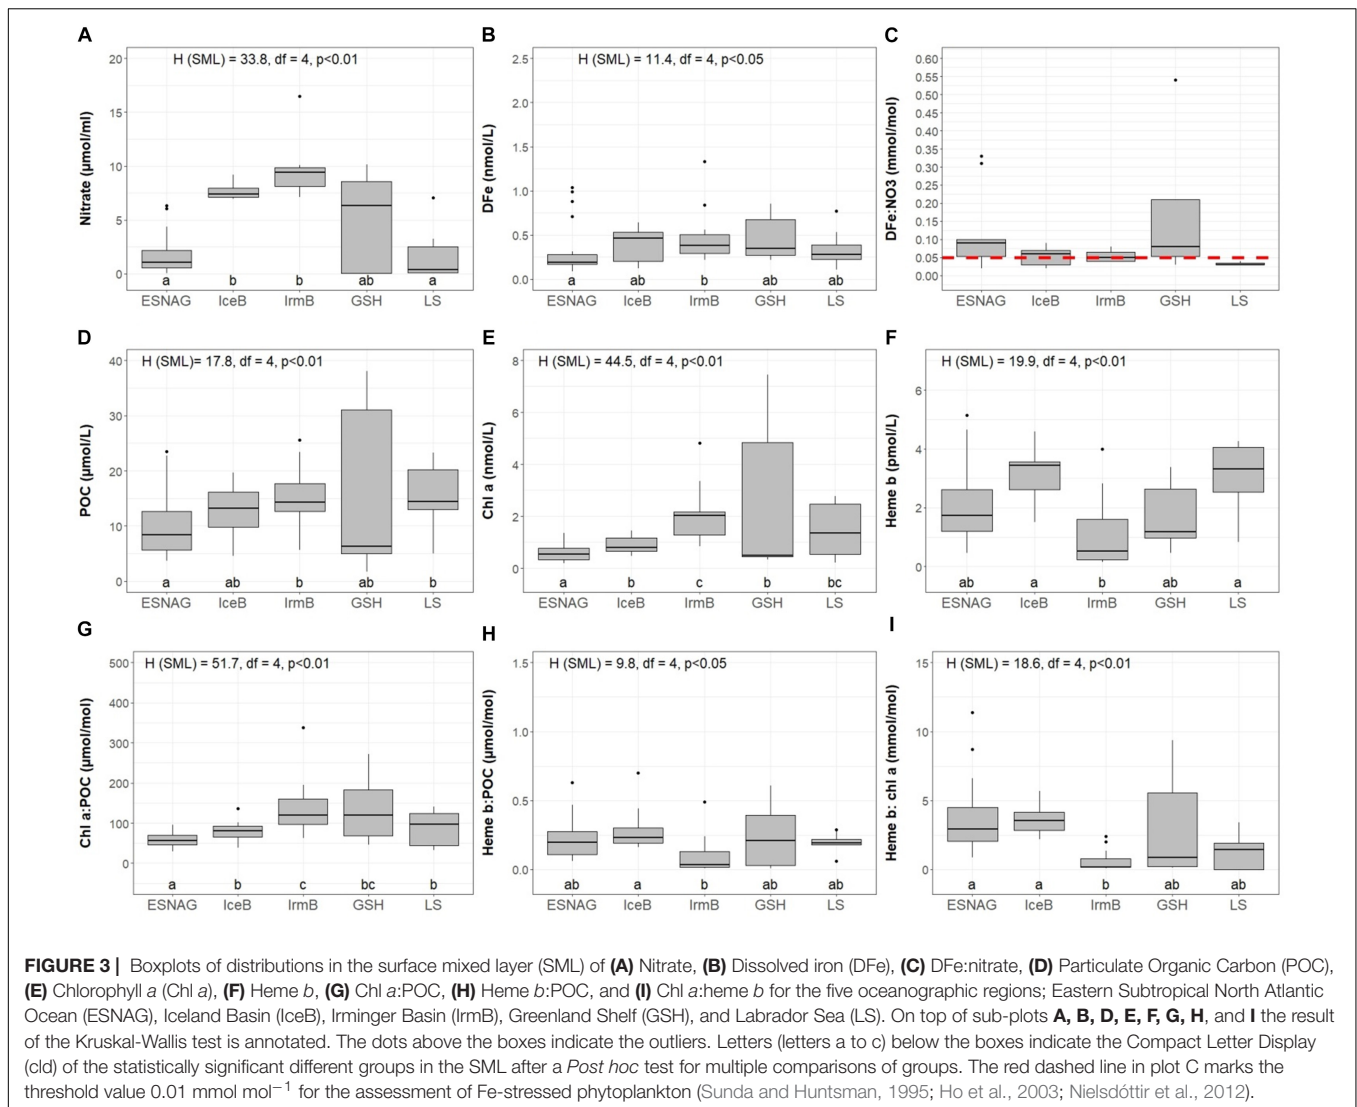 A
H (SML) = 33.8, df = 4, p<0.01
Nitrate (µmol/ml)
20
15
10
5
0
a b b ab a
ESNAG IceB IrmB GSH LS
B
H (SML) = 11.4, df = 4, p<0.05
DFe (nmol/L)
2.5
2.0
1.5
1.0
0.5
0.0
a ab b ab ab
ESNAG IceB IrmB GSH LS
C
DFe:NO3 (mmol/mol)
0.60
0.55
0.50
0.45
0.40
0.35
0.30
0.25
0.20
0.15
0.10
0.05
0.00
ESNAG IceB IrmB GSH LS
D
H (SML)= 17.8, df = 4, p<0.01
POC (µmol/L)
40
30
20
10
0
a ab b ab b
ESNAG IceB IrmB GSH LS
E
H (SML) = 44.5, df = 4, p<0.01
Chl a (nmol/L)
8
6
4
2
0
a b c b bc
ESNAG IceB IrmB GSH LS
F
H (SML) = 19.9, df = 4, p<0.01
Heme b (pmol/L)
6
4
2
0
ab a b ab a
ESNAG IceB IrmB GSH LS
G
H (SML) = 51.7, df = 4, p<0.01
Chl a:POC (µmol/mol)
500
400
300
200
100
0
a b c bc b
ESNAG IceB IrmB GSH LS
H
H (SML) = 9.8, df = 4, p<0.05
Heme b:POC (µmol/mol)
1.5
1.0
0.5
0.0
ab a b ab ab
ESNAG IceB IrmB GSH LS
I
H (SML) = 18.6, df = 4, p<0.01
Heme b: chl a (mmol/mol)
15
10
5
0
a a b ab ab
ESNAG IceB IrmB GSH LS
FIGURE 3 | Boxplots of distributions in the surface mixed layer (SML) of (A) Nitrate, (B) Dissolved iron (DFe), (C) DFe:nitrate, (D) Particulate Organic Carbon (POC),
(E) Chlorophyll a (Chl a), (F) Heme b, (G) Chl a:POC, (H) Heme b:POC, and (I) Chl a:heme b for the five oceanographic regions; Eastern Subtropical North Atlantic
Ocean (ESNAG), Iceland Basin (IceB), Irminger Basin (IrmB), Greenland Shelf (GSH), and Labrador Sea (LS). On top of sub-plots A, B, D, E, F, G, H, and I the result
of the Kruskal-Wallis test is annotated. The dots above the boxes indicate the outliers. Letters (letters a to c) below the boxes indicate the Compact Letter Display
(cld) of the statistically significant different groups in the SML after a Post hoc test for multiple comparisons of groups. The red dashed line in plot C marks the
threshold value 0.01 mmol mol⁻¹ for the assessment of Fe-stressed phytoplankton (Sunda and Huntsman, 1995; Ho et al., 2003; Nielsdóttir et al., 2012).